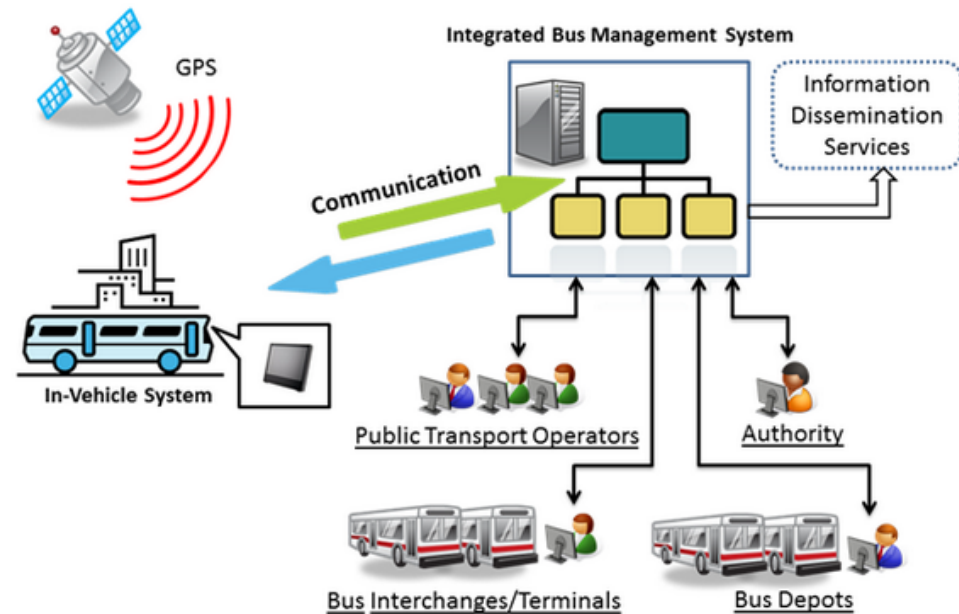 Integrated Bus Management System
GPS
Information
Dissemination
Services
Communication
In-Vehicle System
Public Transport Operators
Authority
Bus Interchanges/Terminals
Bus Depots